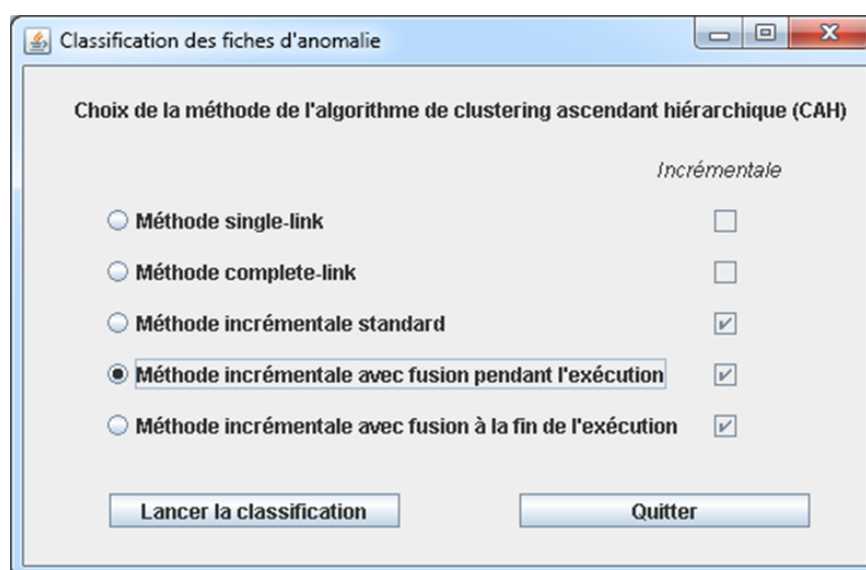 Classification des fiches d'anomalie
Choix de la méthode de l'algorithme de clustering ascendant hiérarchique (CAH)
Incrémentale
Méthode single-link
Méthode complete-link
Méthode incrémentale standard
Méthode incrémentale avec fusion pendant l'exécution
Méthode incrémentale avec fusion à la fin de l'exécution
Lancer la classification
Quitter